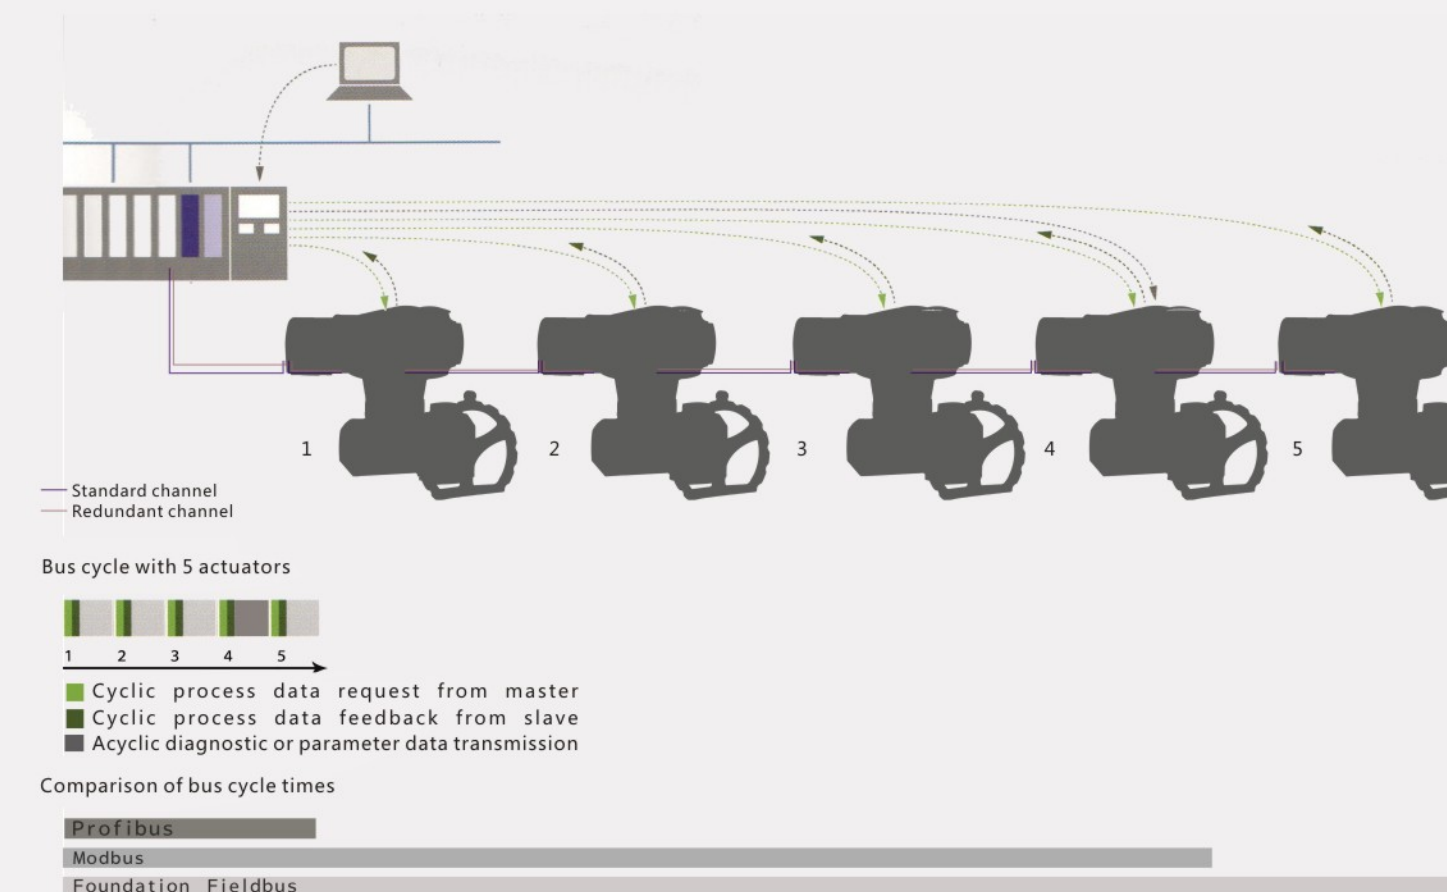 1 2 3 4 5
Standard channel
Redundant channel
Bus cycle with 5 actuators
1 2 3 4 5
Cyclic process data request from master
Cyclic process data feedback from slave
Acyclic diagnostic or parameter data transmission
Comparison of bus cycle times
Profibus
Modbus
Foundation Fieldbus